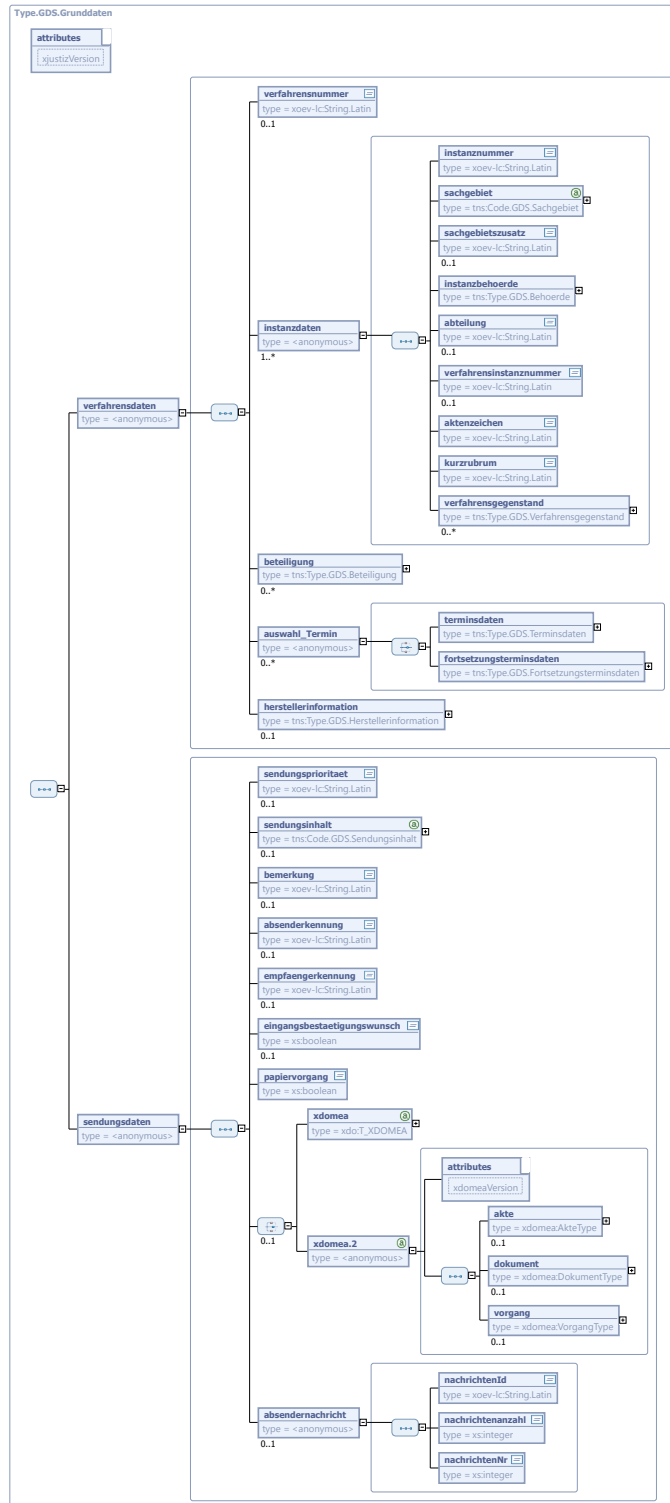 Type.GDS.Grunddaten
attributes
xjustizVersion
verfahrensnummer
type = xoev-lc:String.Latin
0..1
instanznummer
type = xoev-lc:String.Latin
sachgebiet
type = tns:Code.GDS.Sachgebiet
sachgebietszusatz
type = xoev-lc:String.Latin
0..1
instanzbehoerde
type = tns:Type.GDS.Behoerde
instanzdaten
type = <anonymous>
1..*
abteilung
type = xoev-lc:String.Latin
0..1
verfahrensinstanznummer
type = xoev-lc:String.Latin
0..1
verfahrensdaten
type = <anonymous>
aktenzeichen
type = xoev-lc:String.Latin
kurzrubrum
type = xoev-lc:String.Latin
verfahrensgegenstand
type = tns:Type.GDS.Verfahrensgegenstand
0..*
beteiligung
type = tns:Type.GDS.Beteiligung
0..*
auswahl_Termin
type = <anonymous>
0..*
terminsdaten
type = tns:Type.GDS.Terminsdaten
fortsetzungsterminsdaten
type = tns:Type.GDS.Fortsetzungsterminsdaten
herstellerinformation
type = tns:Type.GDS.Herstellerinformation
0..1
sendungsprioritaet
type = xoev-lc:String.Latin
0..1
sendungsinhalt
type = tns:Code.GDS.Sendungsinhalt
0..1
bemerkung
type = xoev-lc:String.Latin
0..1
absenderkennung
type = xoev-lc:String.Latin
0..1
empfaengerkennung
type = xoev-lc:String.Latin
0..1
eingangsbestaetigungswunsch
type = xs:boolean
0..1
papiervorgang
type = xs:boolean
sendungsdaten
type = <anonymous>
xdomea
type = xdo:T_XDOMEA
0..1
xdomea.2
type = <anonymous>
attributes
xdomeaVersion
akte
type = xdomea:AkteType
0..1
dokument
type = xdomea:DokumentType
0..1
vorgang
type = xdomea:VorgangType
0..1
absendernachricht
type = <anonymous>
0..1
nachrichtenId
type = xoev-lc:String.Latin
nachrichtenanzahl
type = xs:integer
nachrichtenNr
type = xs:integer